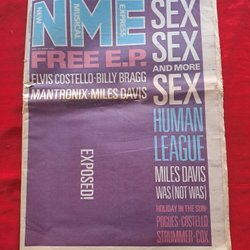 NEW
MUSICAL
EXPRESS
NME
FREE E.P.
ELVIS COSTELLO·BILLY BRAGG
MANTRONIX·MILES DAVIS
EXPOSED!
SEX
SEX
AND MORE
SEX
HUMAN
LEAGUE
MILES DAVIS
WAS (NOT WAS)
HOLIDAY IN THE SUN:
POGUES·COSTELLO
STRUMMER·COX